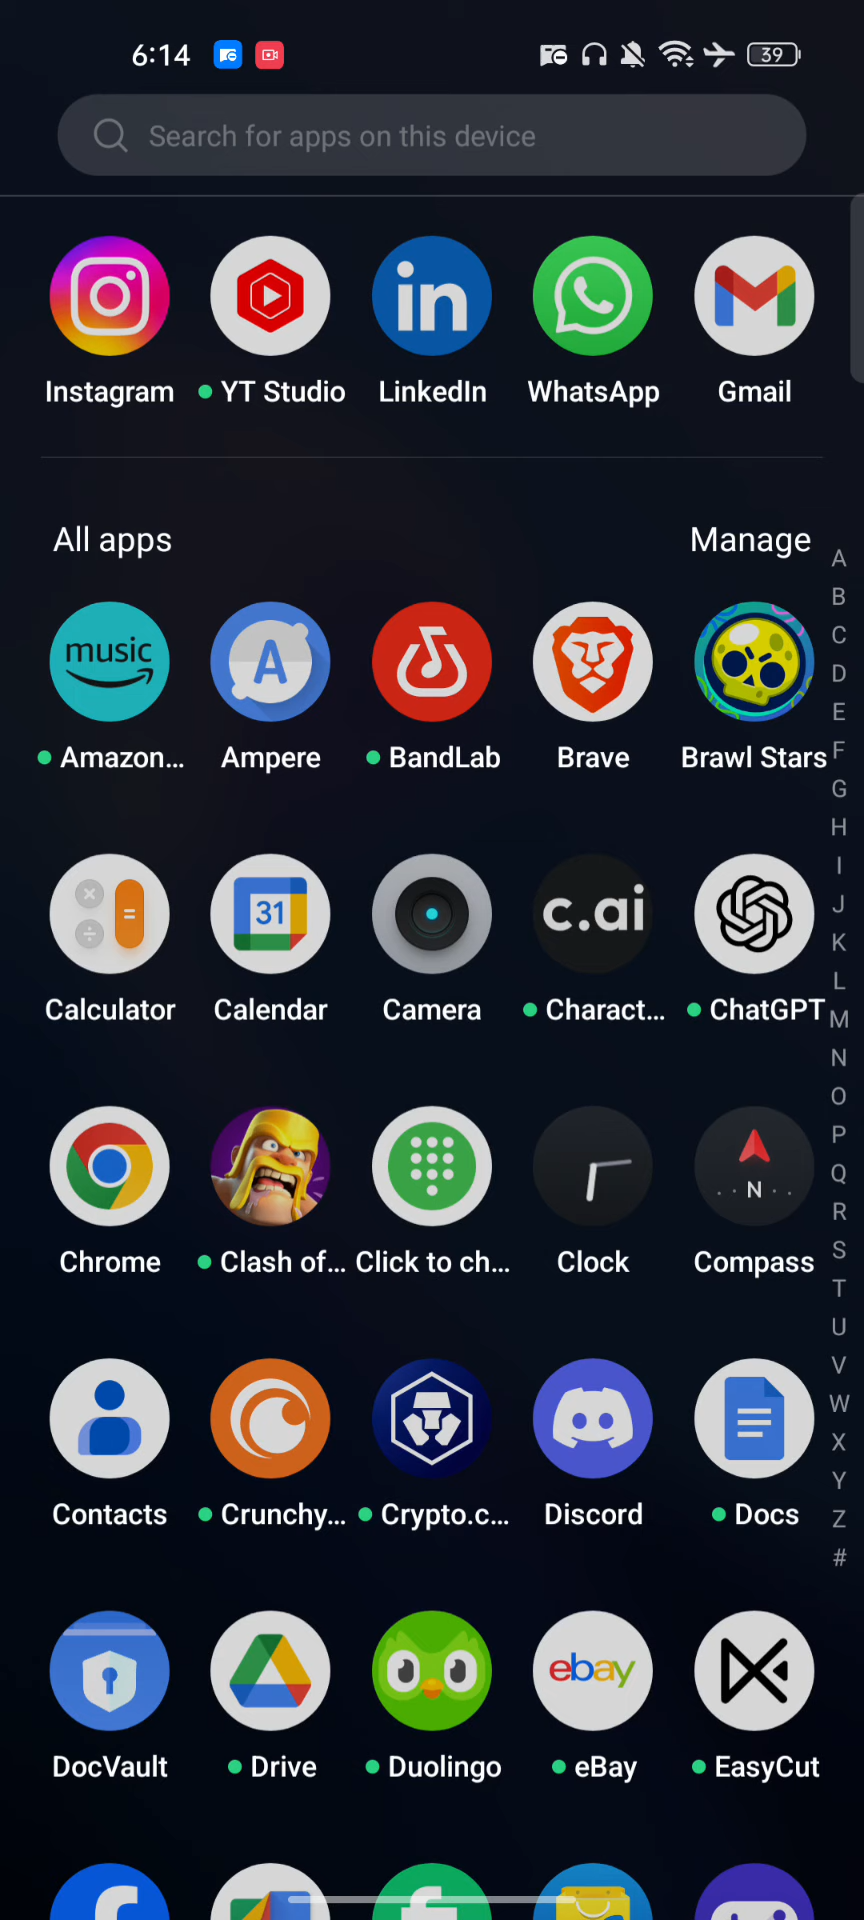 6:14
39
Search for apps on this device
Instagram YT Studio LinkedIn WhatsApp Gmail
All apps Manage
A
B
C
D
E
F
G
H
I
J
K
L
M
N
O
P
Q
R
S
T
U
V
W
X
Y
Z
#
music A
Amazon... Ampere BandLab Brave Brawl Stars
31 c.ai
Calculator Calendar Camera Charact... ChatGPT
N
Chrome Clash of... Click to ch... Clock Compass
Contacts Crunchy... Crypto.c... Discord Docs
ebay
DocVault Drive Duolingo eBay EasyCut